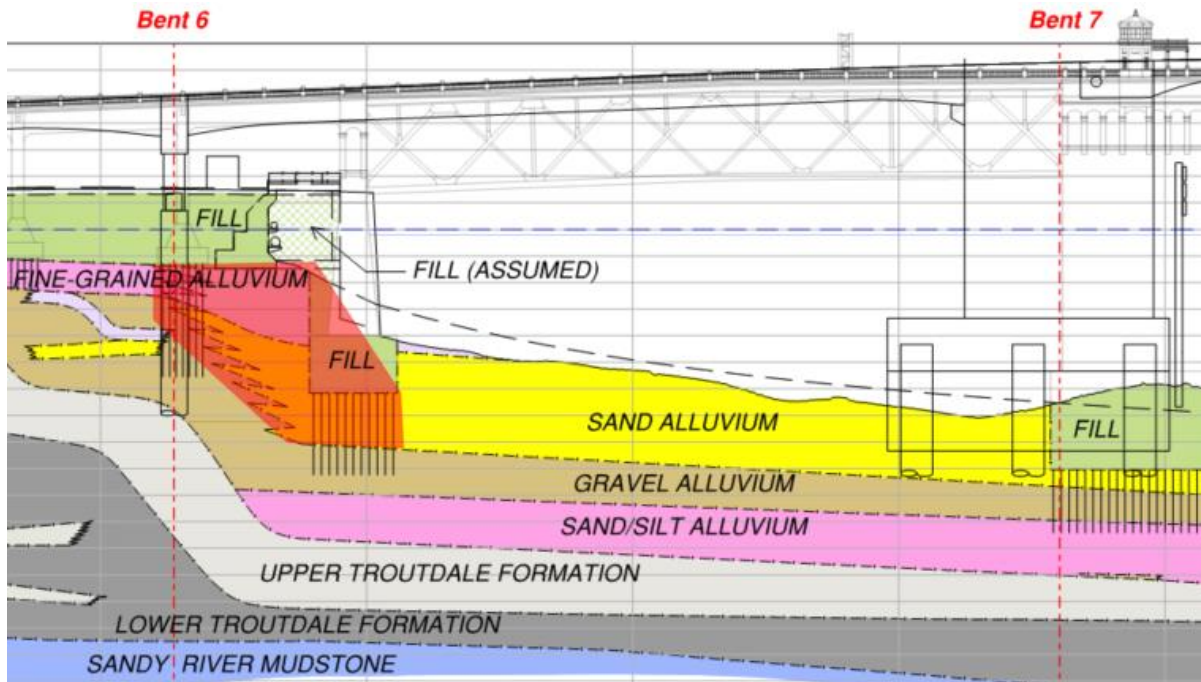 Bent 6
Bent 7
FILL
FILL (ASSUMED)
FINE-GRAINED ALLUVIUM
FILL
SAND ALLUVIUM
FILL
GRAVEL ALLUVIUM
SAND/SILT ALLUVIUM
UPPER TROUTDALE FORMATION
LOWER TROUTDALE FORMATION
SANDY RIVER MUDSTONE